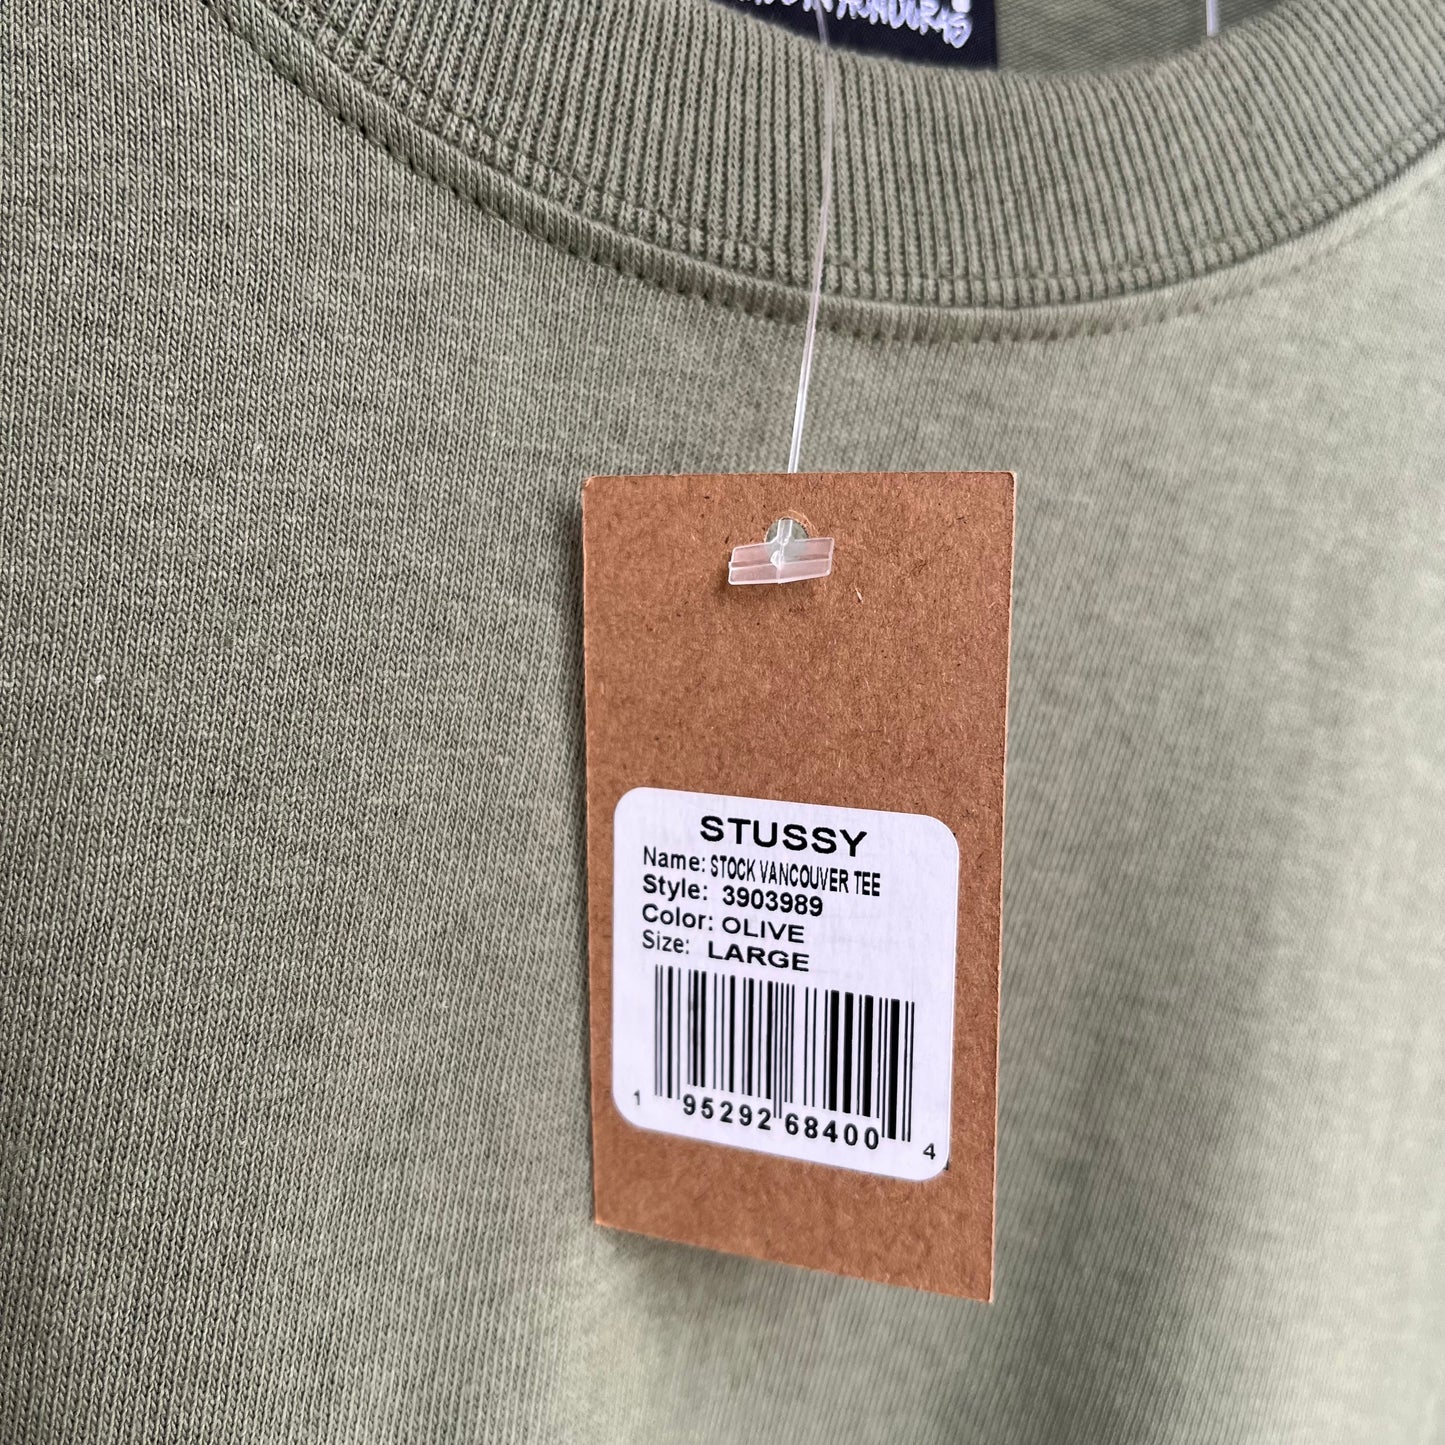 STUSSY
Name: STOCK VANCOUVER TEE
Style: 3903989
Color: OLIVE
Size: LARGE
1 95292 68400 4